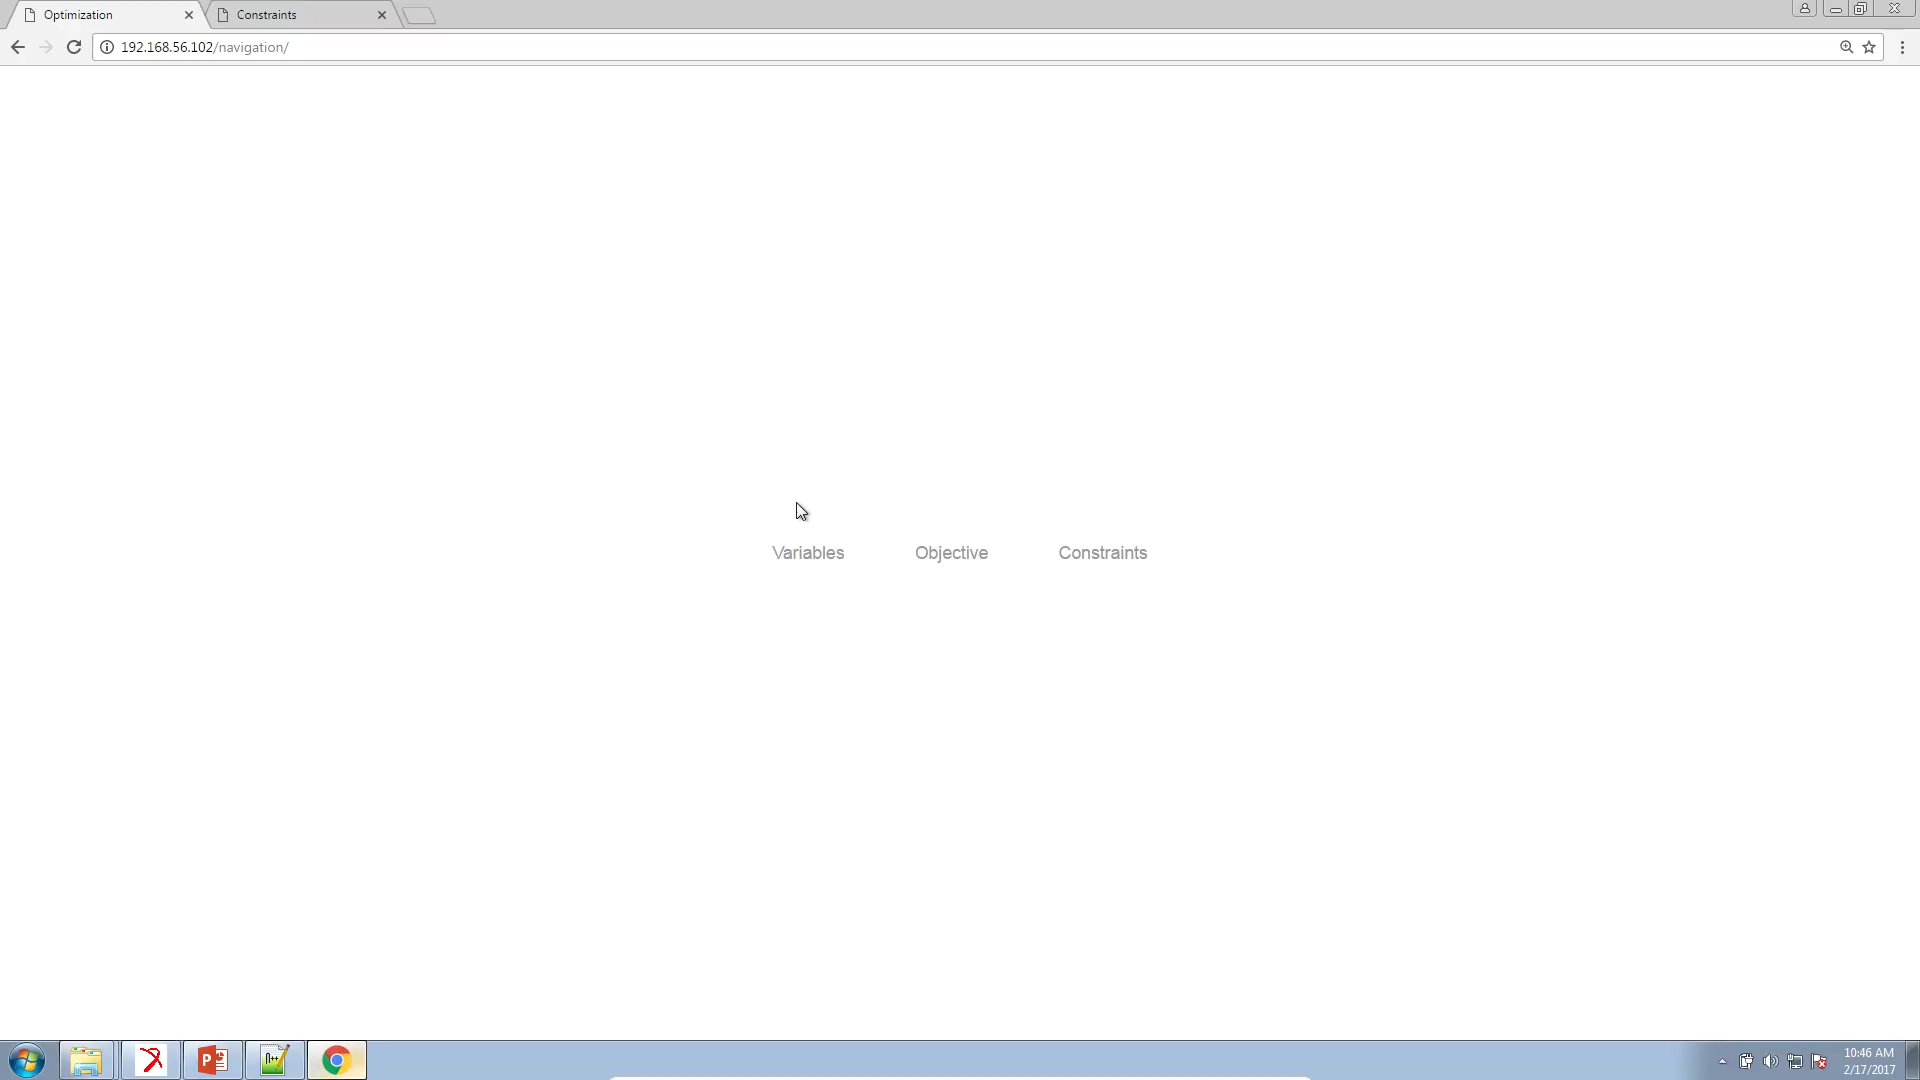 Optimization
Constraints
192.168.56.102/navigation/
Variables
Objective
Constraints
10:46 AM
2/17/2017